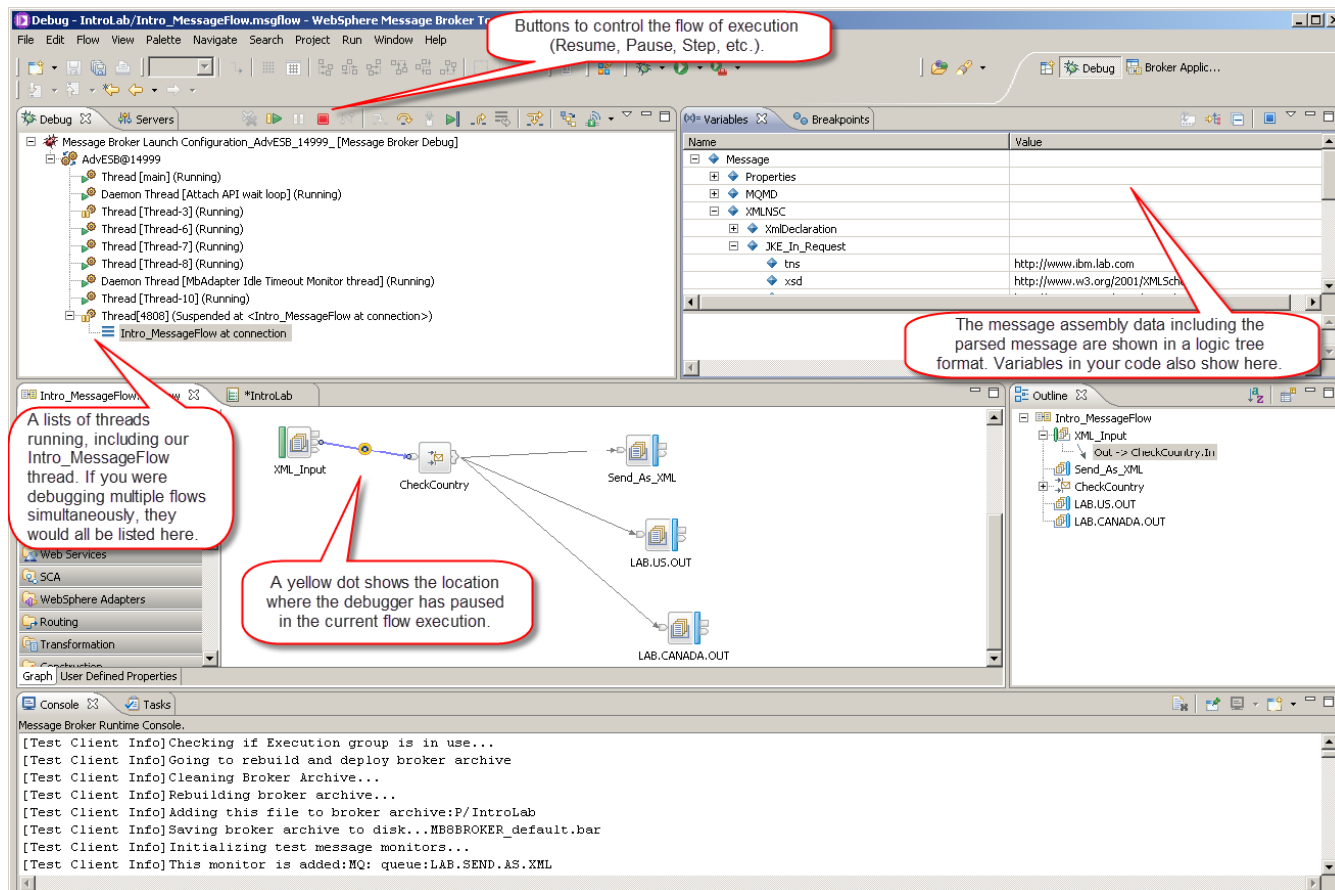 Debug - IntroLab/Intro_MessageFlow.msgflow - WebSphere Message Broker To
Buttons to control the flow of execution
(Resume, Pause, Step, etc.).
File Edit Flow View Palette Navigate Search Project Run Window Help
Debug Broker Applic...
Debug Servers
Message Broker Launch Configuration_AdvESB_14999_ [Message Broker Debug]
AdvESB@14999
Thread [main] (Running)
Daemon Thread [Attach API wait loop] (Running)
Thread [Thread-3] (Running)
Thread [Thread-6] (Running)
Thread [Thread-7] (Running)
Thread [Thread-8] (Running)
Daemon Thread [MbAdapter Idle Timeout Monitor thread] (Running)
Thread [Thread-10] (Running)
Thread[4808] (Suspended at <Intro_MessageFlow at connection>)
Intro_MessageFlow at connection
(x)= Variables Breakpoints
Name Value
Message
Properties
MQMD
XMLNSC
XmlDeclaration
JKE_In_Request
tns http://www.ibm.lab.com
xsd http://www.w3.org/2001/XMLSche
The message assembly data including the
parsed message are shown in a logic tree
format. Variables in your code also show here.
Intro_MessageFlow. *IntroLab
A lists of threads
running, including our
Intro_MessageFlow
thread. If you were
debugging multiple flows
simultaneously, they
would all be listed here.
XML_Input
CheckCountry
Send_As_XML
LAB.US.OUT
LAB.CANADA.OUT
A yellow dot shows the location
where the debugger has paused
in the current flow execution.
Web Services
SCA
WebSphere Adapters
Routing
Transformation
Construction
Graph User Defined Properties
Outline
Intro_MessageFlow
XML_Input
Out -> CheckCountry.In
Send_As_XML
CheckCountry
LAB.US.OUT
LAB.CANADA.OUT
Console Tasks
Message Broker Runtime Console.
[Test Client Info]Checking if Execution group is in use...
[Test Client Info]Going to rebuild and deploy broker archive
[Test Client Info]Cleaning Broker Archive...
[Test Client Info]Rebuilding broker archive...
[Test Client Info]Adding this file to broker archive:P/IntroLab
[Test Client Info]Saving broker archive to disk...MB8BROKER_default.bar
[Test Client Info]Initializing test message monitors...
[Test Client Info]This monitor is added:MQ: queue:LAB.SEND.AS.XML